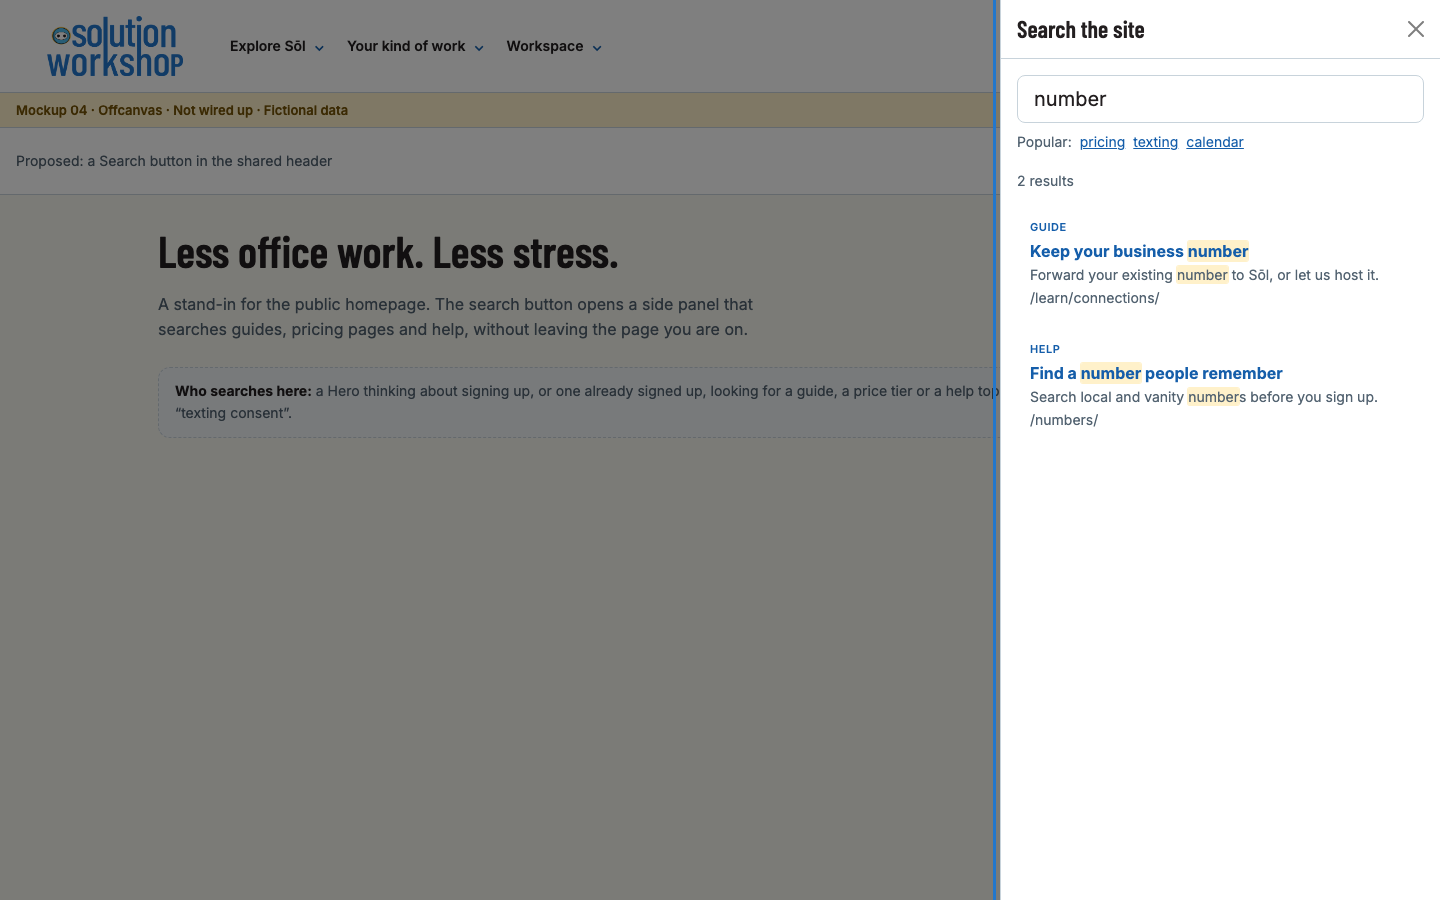 solution
workshop
Explore Sōl
Your kind of work
Workspace
Mockup 04 · Offcanvas · Not wired up · Fictional data
Proposed: a Search button in the shared header
Less office work. Less stress.
A stand-in for the public homepage. The search button opens a side panel that
searches guides, pricing pages and help, without leaving the page you are on.
Who searches here: a Hero thinking about signing up, or one already signed up, looking for a guide, a price tier or a help top
“texting consent”.
Search the site
number
Popular: pricing texting calendar
2 results
GUIDE
Keep your business number
Forward your existing number to Sōl, or let us host it.
/learn/connections/
HELP
Find a number people remember
Search local and vanity numbers before you sign up.
/numbers/